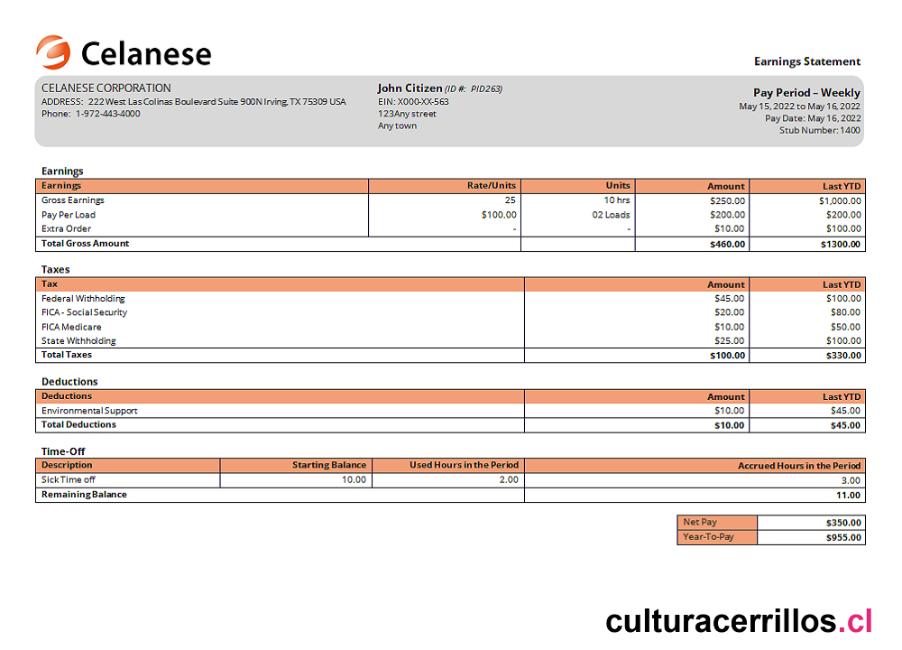 Celanese
Earnings Statement
CELANESE CORPORATION
ADDRESS: 222 West Las Colinas Boulevard Suite 900N Irving, TX 75309 USA
Phone: 1-972-443-4000
John Citizen (ID #: PID263)
EIN: X000-XX-563
123Any street
Any town
Pay Period – Weekly
May 15, 2022 to May 16, 2022
Pay Date: May 16, 2022
Stub Number: 1400
Earnings
Earnings Rate/Units Units Amount Last YTD
Gross Earnings 25 10 hrs $250.00 $1,000.00
Pay Per Load $100.00 02 Loads $200.00 $200.00
Extra Order - - $10.00 $100.00
Total Gross Amount $460.00 $1300.00
Taxes
Tax Amount Last YTD
Federal Withholding $45.00 $100.00
FICA - Social Security $20.00 $80.00
FICA Medicare $10.00 $50.00
State Withholding $25.00 $100.00
Total Taxes $100.00 $330.00
Deductions
Deductions Amount Last YTD
Environmental Support $10.00 $45.00
Total Deductions $10.00 $45.00
Time-Off
Description Starting Balance Used Hours in the Period Accrued Hours in the Period
Sick Time off 10.00 2.00 3.00
Remaining Balance 11.00
Net Pay $350.00
Year-To-Pay $955.00
culturacerrillos.cl